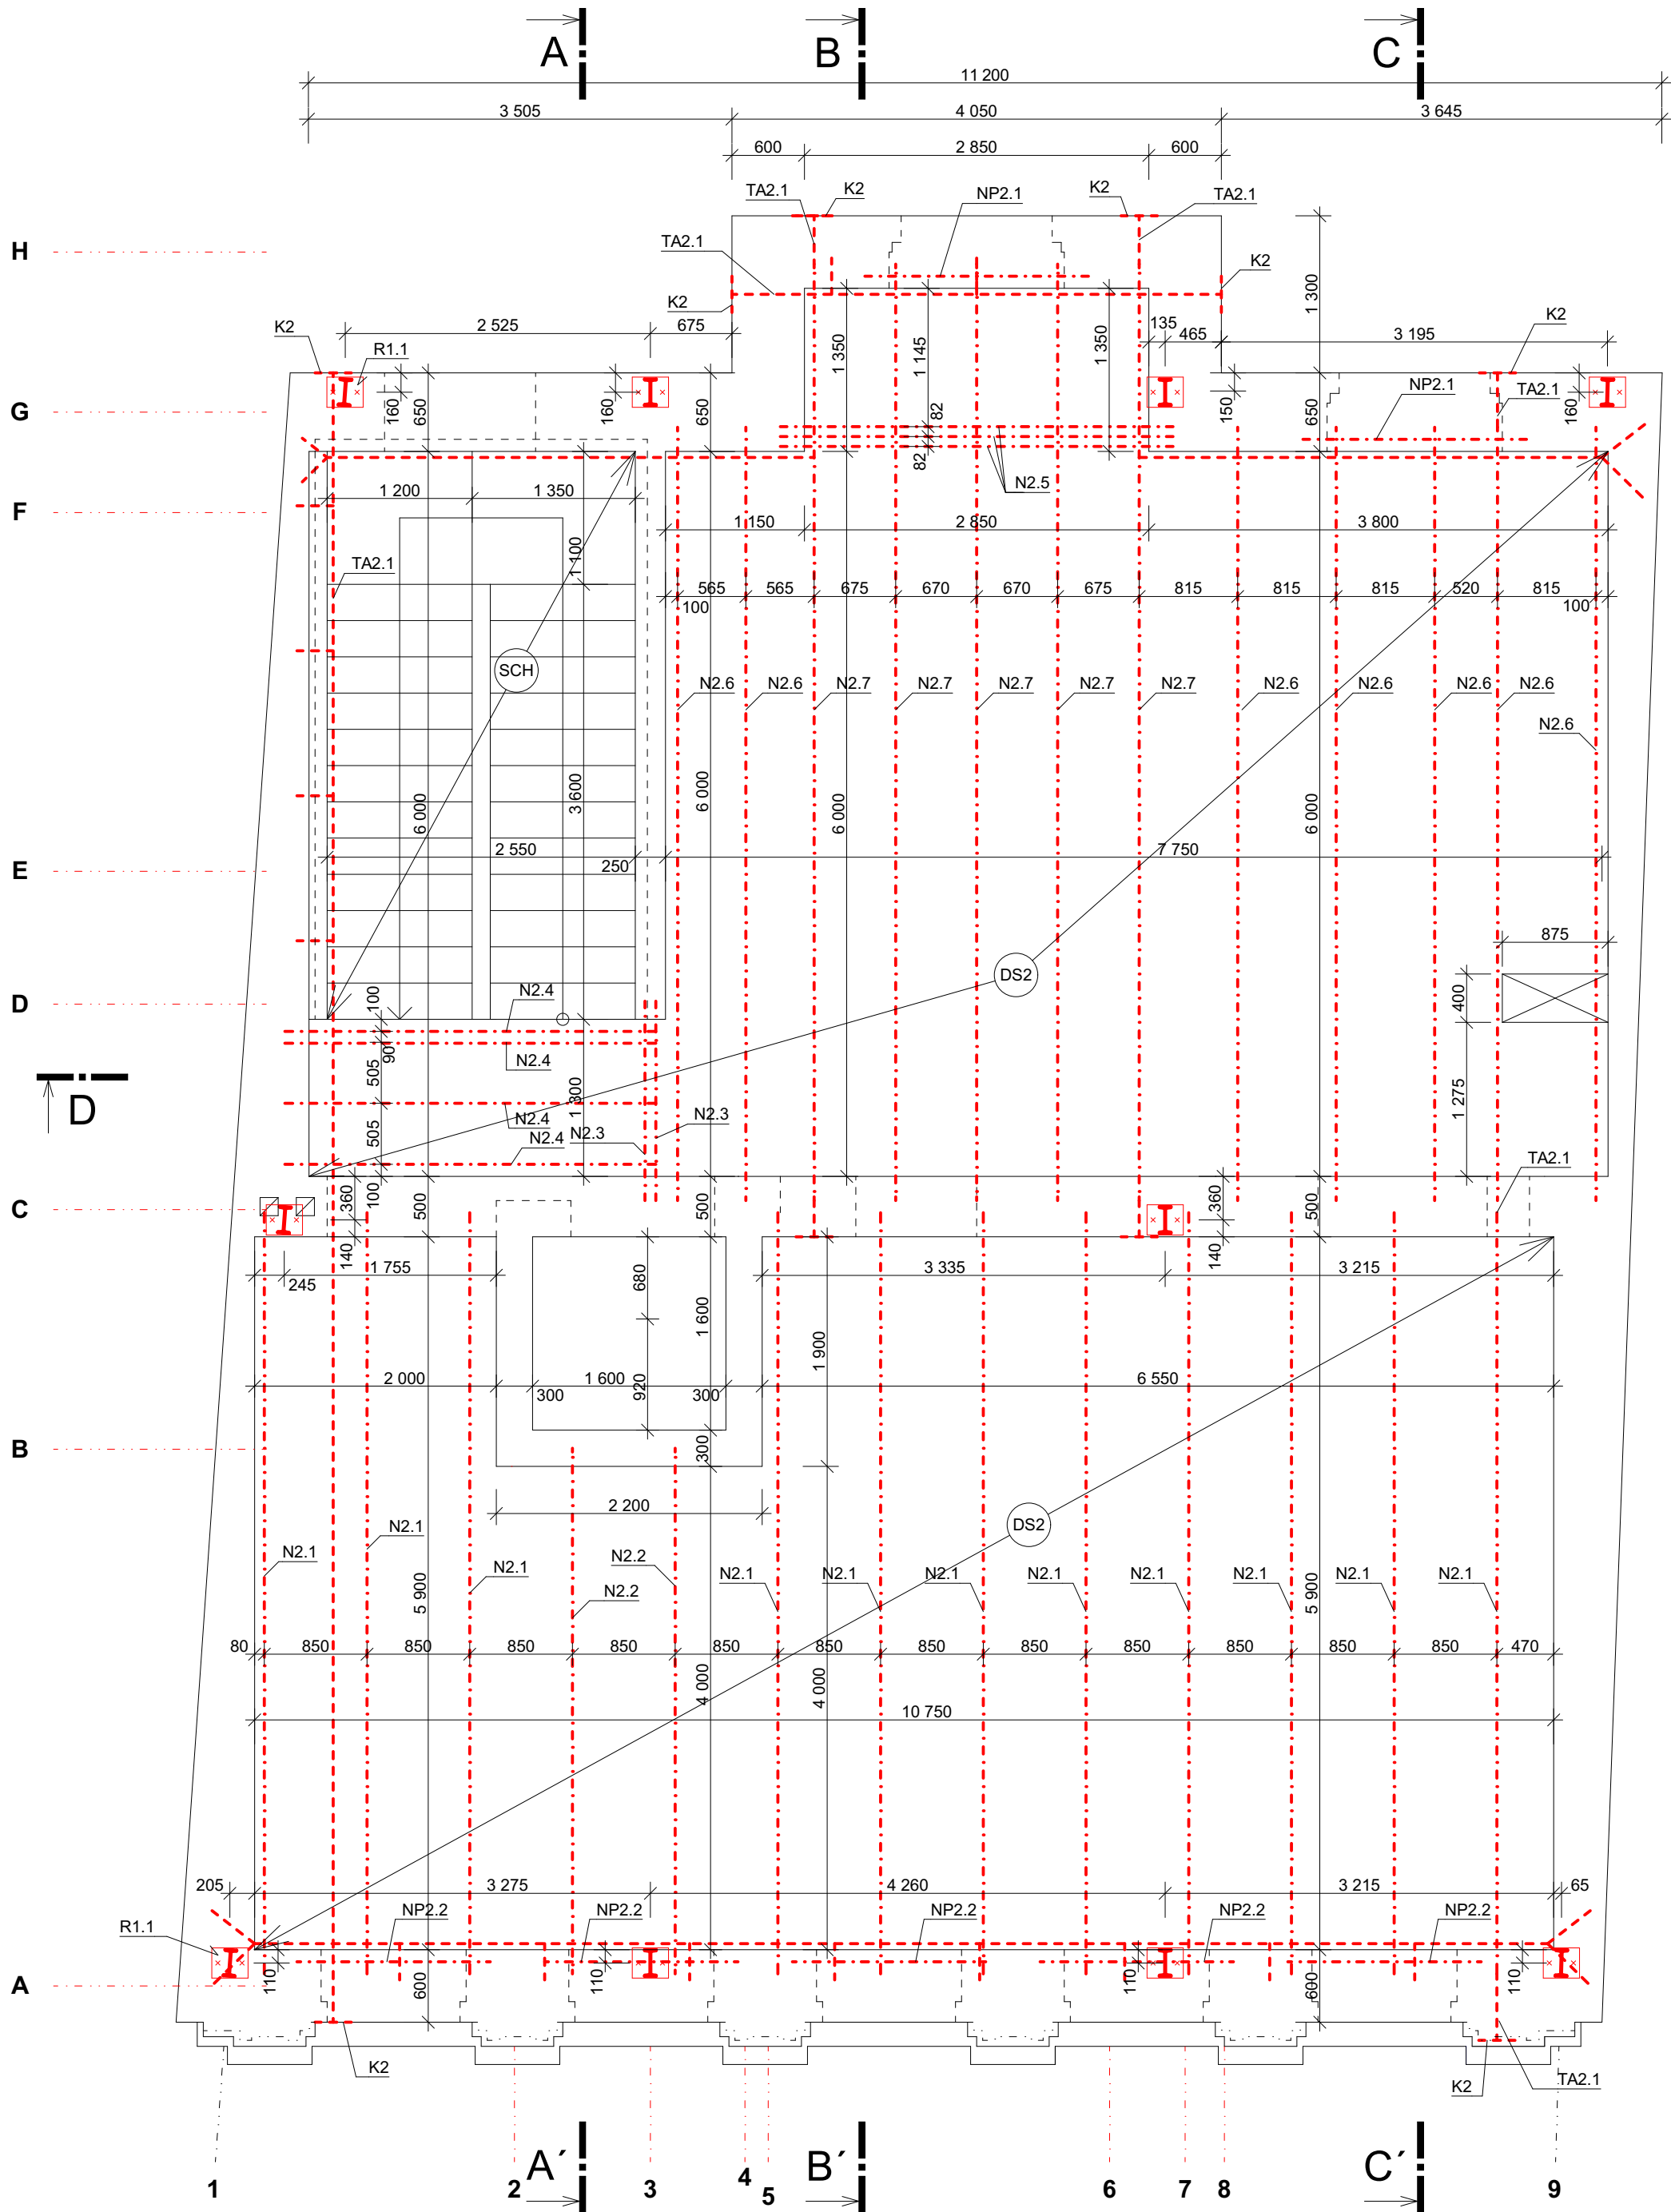 A B C
11 200
3 505 4 050 3 645
600 2 850 600
TA2.1 K2 NP2.1 K2 TA2.1
H
TA2.1 K2
K2 1 300
2 525 675 135 465 3 195
K2 R1.1 K2
1 350 1 145 1 350
NP2.1 TA2.1
G
160 650 160 650 82 150 650 160
82
N2.5
F
1 200 1 350
1 150 2 850 3 800
1 100
TA2.1
565 565 675 670 670 675 815 815 815 520 815
100 100
SCH
N2.6 N2.6 N2.7 N2.7 N2.7 N2.7 N2.7 N2.6 N2.6 N2.6 N2.6
N2.6
6 000 3 600 6 000 6 000 6 000
E
2 550 7 750
250
875
DS2
D
100 N2.4 400
90 N2.4
D
505 1 300 1 275
N2.4 N2.3
505 N2.4 N2.3
TA2.1
C
360 100 500 500 360 500
140 140
1 755 3 335 3 215
245
680 1 600 1 900
2 000 1 600 6 550
300 920 300
B
300
2 200
DS2
N2.1
N2.1 N2.2
N2.1 N2.1 N2.1 N2.1 N2.1 N2.1 N2.1 N2.1 N2.1
N2.2
5 900 5 900
80 850 850 850 850 850 850 850 850 850 850 850 850 470
4 000 4 000
10 750
205 3 275 4 260 3 215 65
R1.1 NP2.2 NP2.2 NP2.2 NP2.2 NP2.2
A
110 600 110 110 600 110
K2 K2 TA2.1
A´ B´ C´
1 2 3 4 5 6 7 8 9